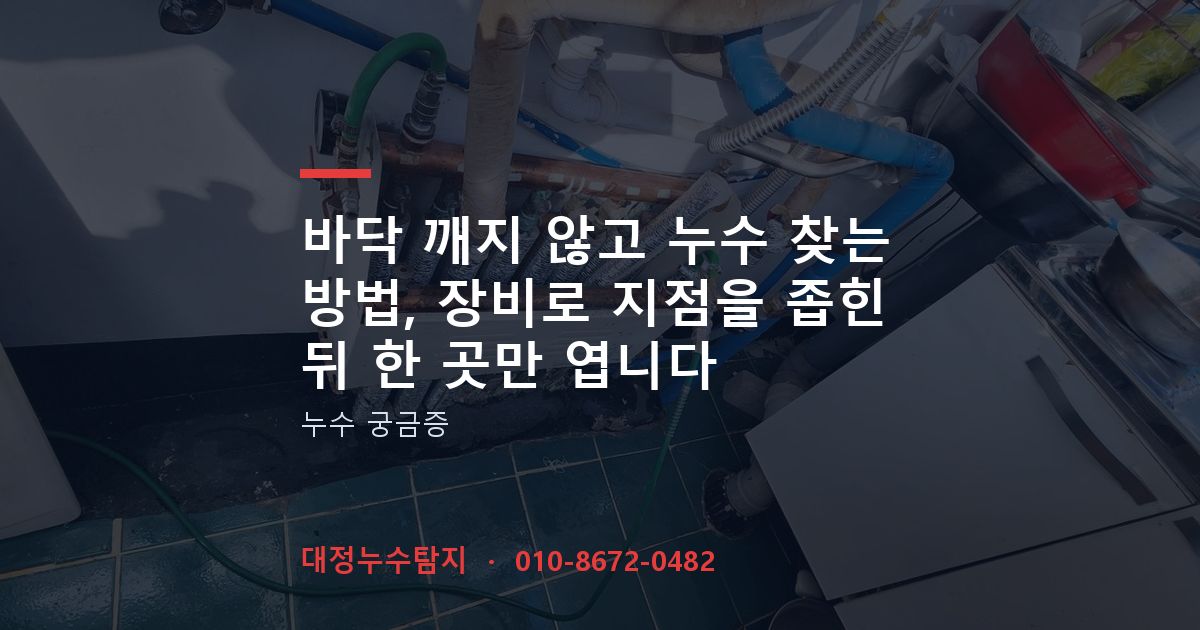 바닥 깨지 않고 누수 찾는
방법, 장비로 지점을 좁힌
뒤 한 곳만 엽니다
누수 궁금증
대정누수탐지 · 010-8672-0482